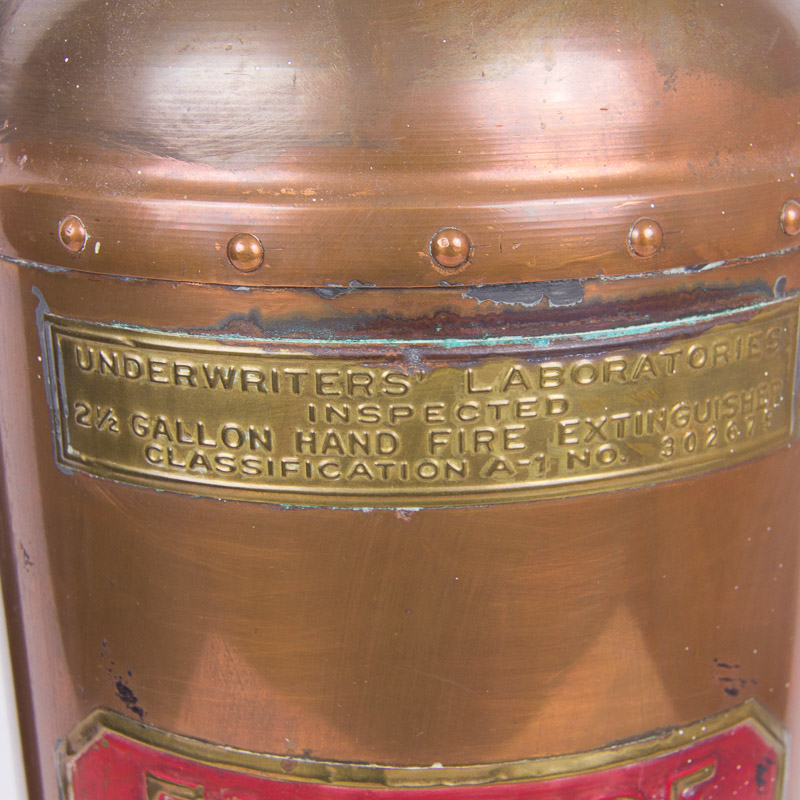 UNDERWRITERS' LABORATORIES
INSPECTED
2½ GALLON HAND FIRE EXTINGUISHER
CLASSIFICATION A-1 NO.